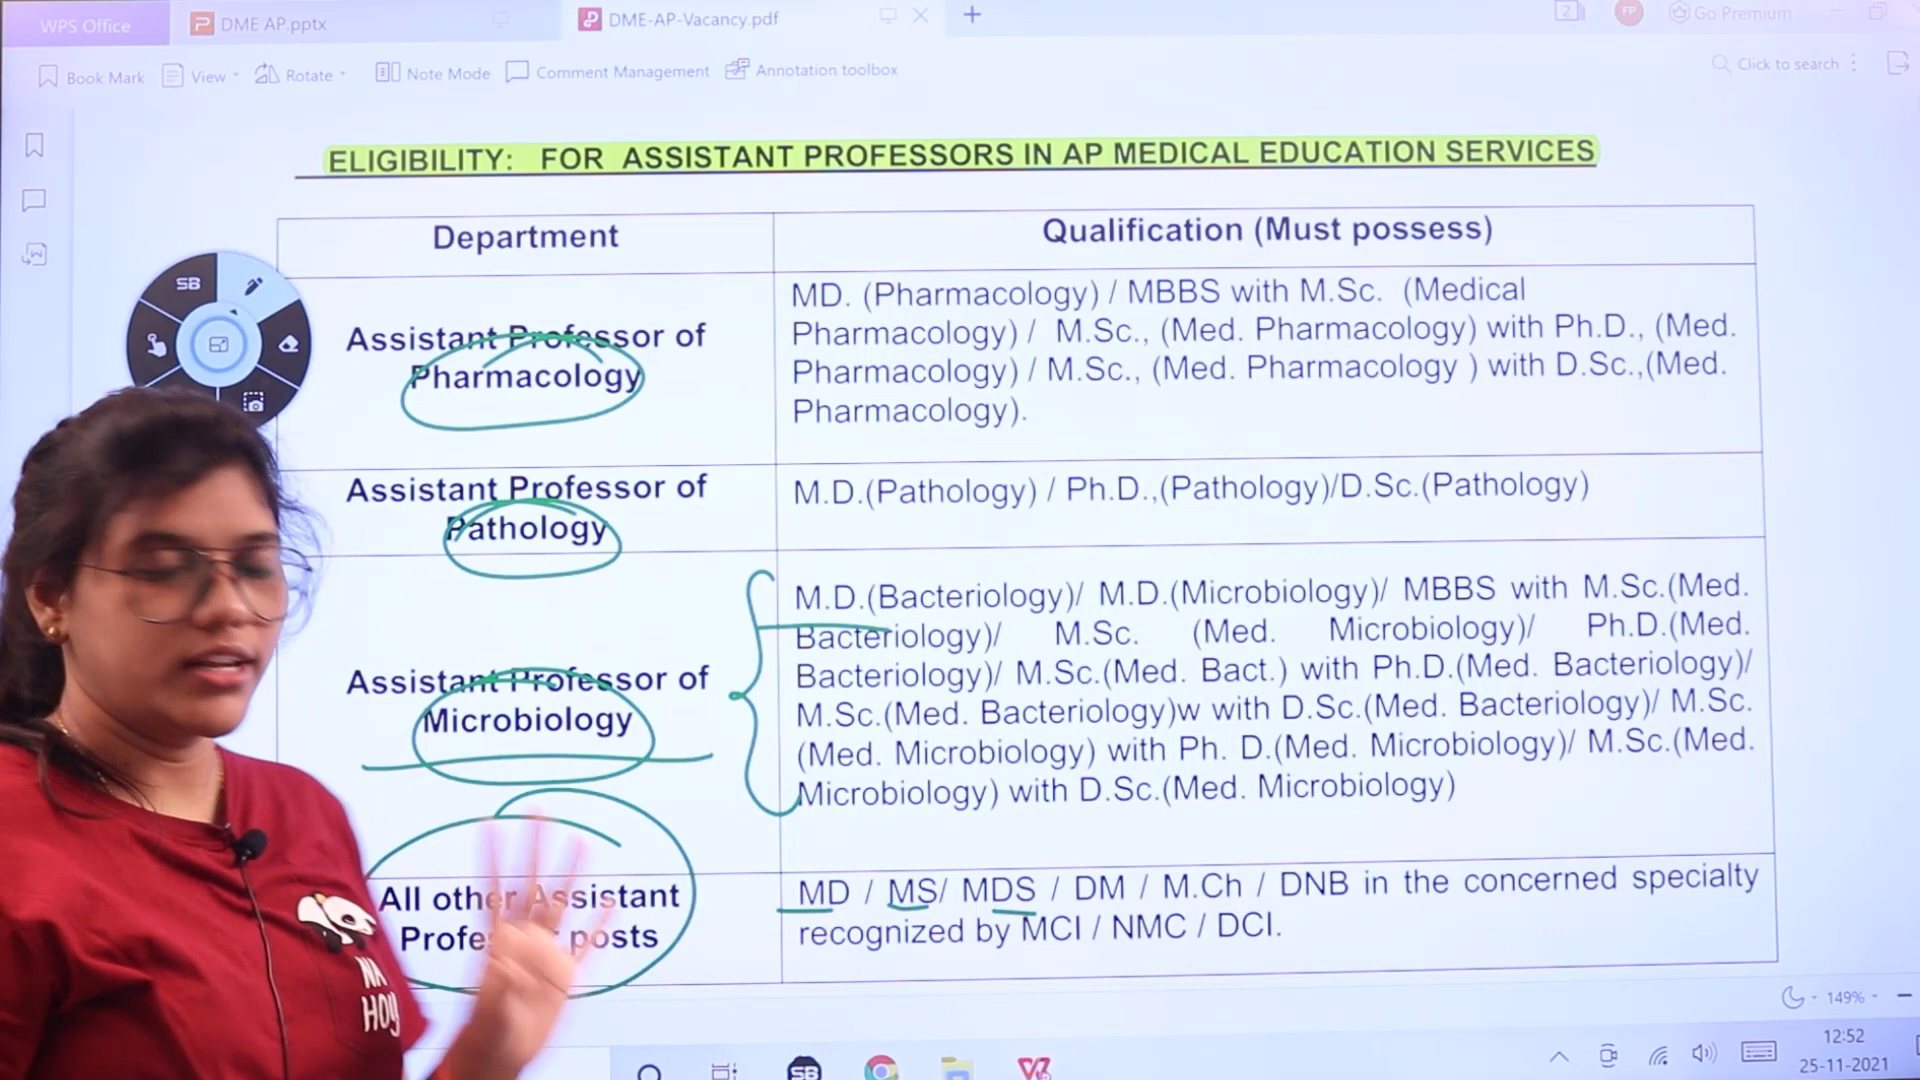 WPS Office
DME AP.pptx
DME-AP-Vacancy.pdf
2
FP
Go Premium
Book Mark
View
Rotate
Note Mode
Comment Management
Annotation toolbox
Click to search
ELIGIBILITY: FOR ASSISTANT PROFESSORS IN AP MEDICAL EDUCATION SERVICES
Department
Qualification (Must possess)
SB
Assistant Professor of
Pharmacology
MD. (Pharmacology) / MBBS with M.Sc. (Medical
Pharmacology) / M.Sc., (Med. Pharmacology) with Ph.D., (Med.
Pharmacology) / M.Sc., (Med. Pharmacology ) with D.Sc.,(Med.
Pharmacology).
Assistant Professor of
Pathology
M.D.(Pathology) / Ph.D.,(Pathology)/D.Sc.(Pathology)
Assistant Professor of
Microbiology
M.D.(Bacteriology)/ M.D.(Microbiology)/ MBBS with M.Sc.(Med.
Bacteriology)/ M.Sc. (Med. Microbiology)/ Ph.D.(Med.
Bacteriology)/ M.Sc.(Med. Bact.) with Ph.D.(Med. Bacteriology)/
M.Sc.(Med. Bacteriology)w with D.Sc.(Med. Bacteriology)/ M.Sc.
(Med. Microbiology) with Ph. D.(Med. Microbiology)/ M.Sc.(Med.
Microbiology) with D.Sc.(Med. Microbiology)
All other Assistant
posts
MD / MS/ MDS / DM / M.Ch / DNB in the concerned specialty
recognized by MCI / NMC / DCI.
NA
HOY
149%
SB
12:52
25-11-2021